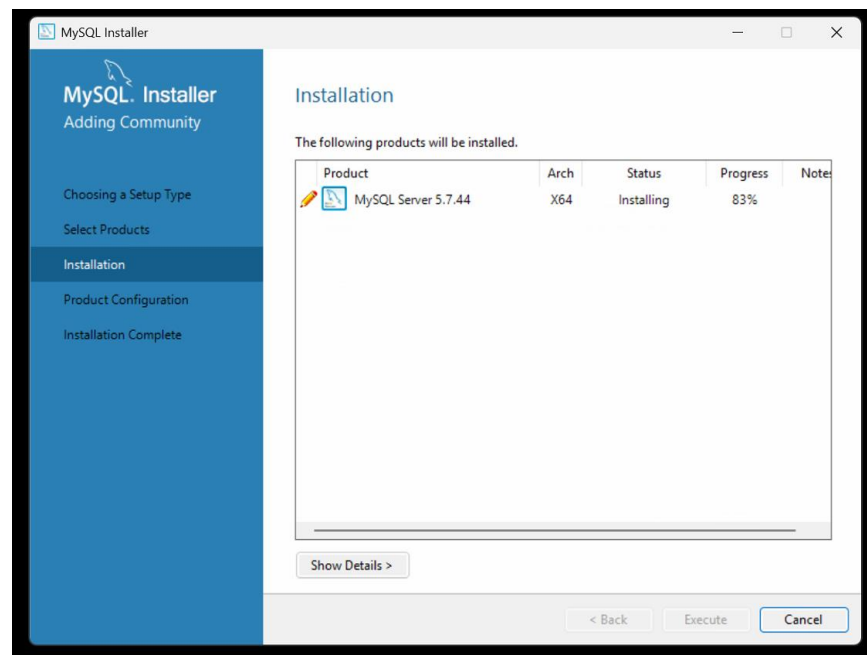 MySQL Installer
MySQL. Installer
Adding Community
Choosing a Setup Type
Select Products
Installation
Product Configuration
Installation Complete
Installation
The following products will be installed.
Product Arch Status Progress Notes
MySQL Server 5.7.44 X64 Installing 83%
Show Details >
< Back Execute Cancel